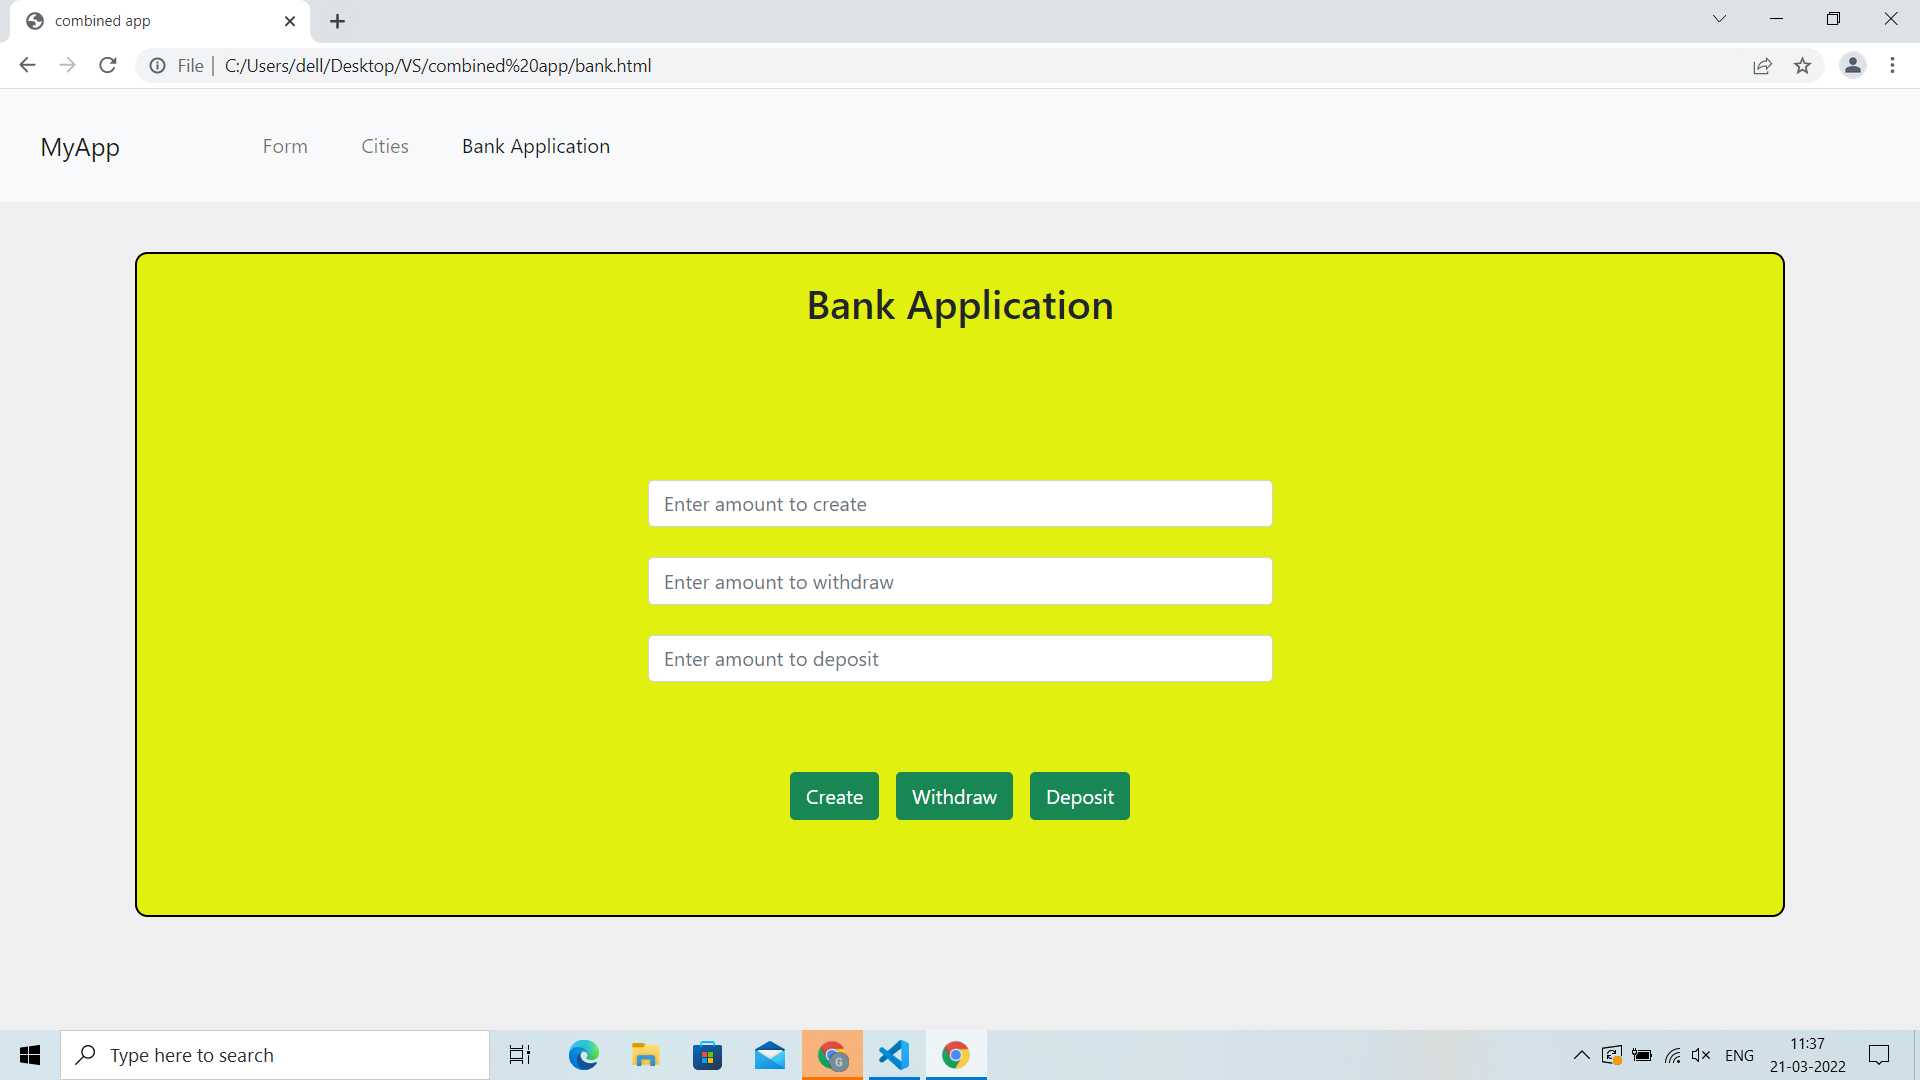 combined app
File | C:/Users/dell/Desktop/VS/combined%20app/bank.html
MyApp
Form
Cities
Bank Application
Bank Application
Enter amount to create
Enter amount to withdraw
Enter amount to deposit
Create
Withdraw
Deposit
Type here to search
G
ENG
11:37
21-03-2022